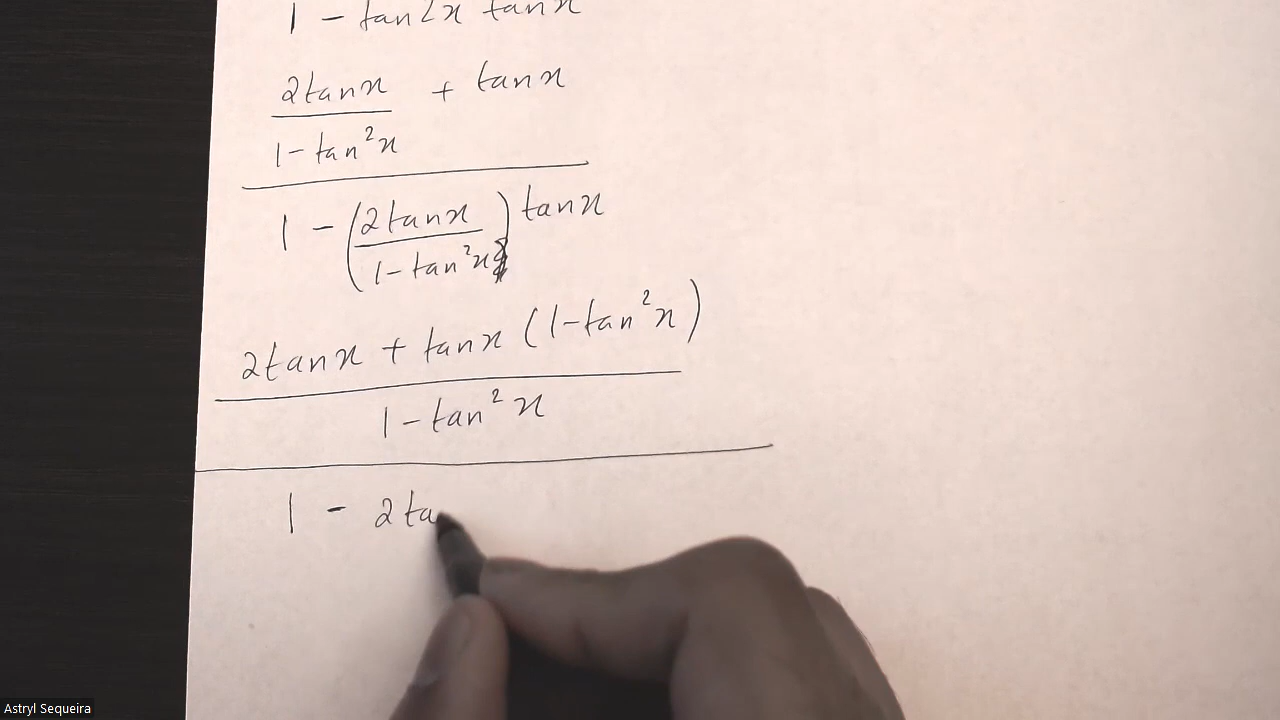 1 - tan2x tanx
2tanx + tanx
1 - tan²x
1 - (2tanx) tanx
1 - tan²x
2tanx + tanx (1 - tan²x)
1 - tan² x
1 - 2ta
Astryl Sequeira